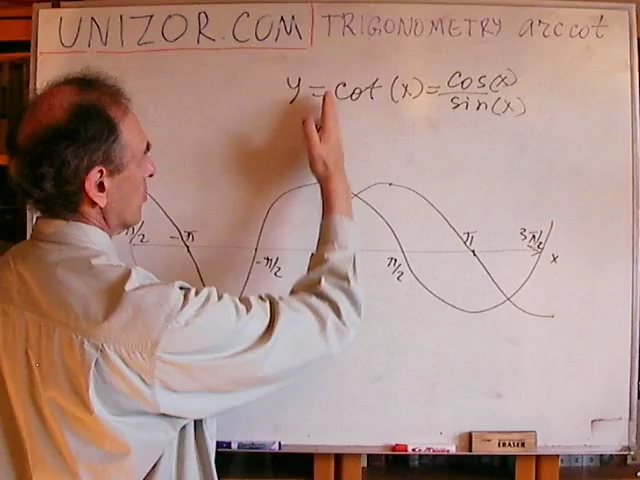 UNIZOR.COM TRIGONOMETRY arccot
y = cot (x) = cos(x)
sin(x)
π/2 -π -π/2 π/2 π 3π/2 x
ERASER